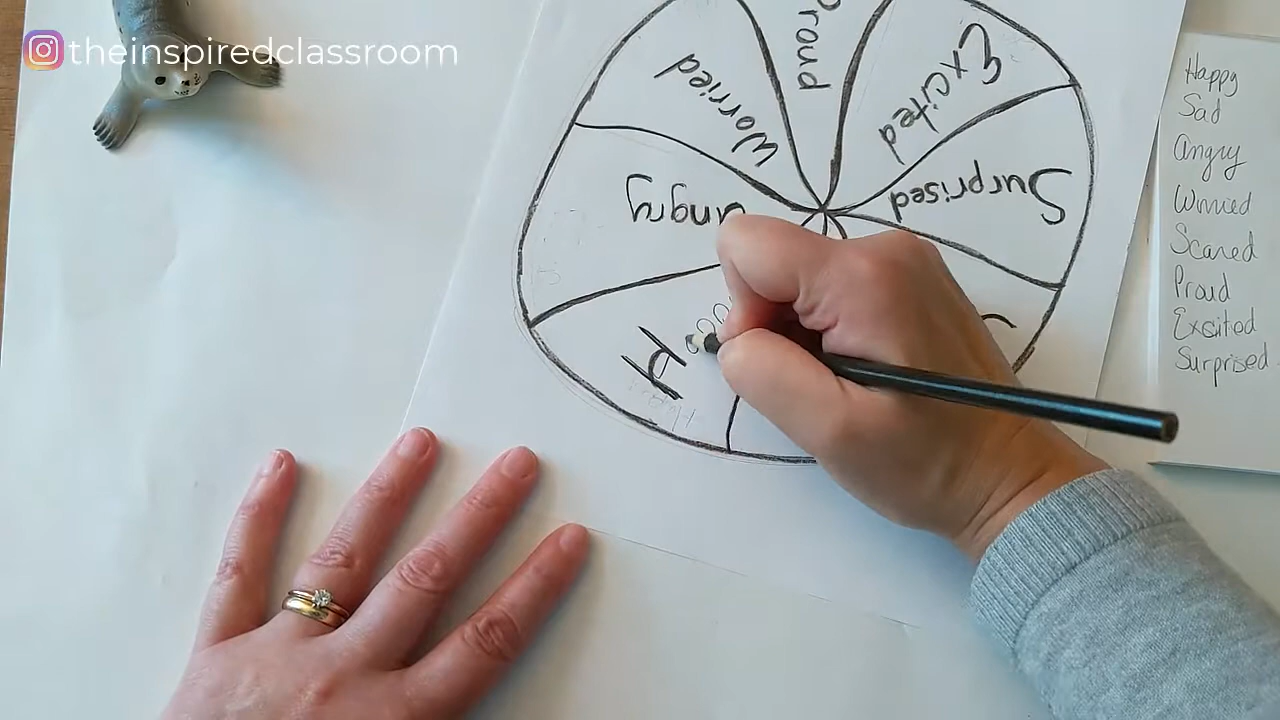 theinspiredclassroom
Proud
Excited
Worried
Surprised
angry
H
Happy
Sad
Angry
Worried
Scared
Proud
Excited
Surprised